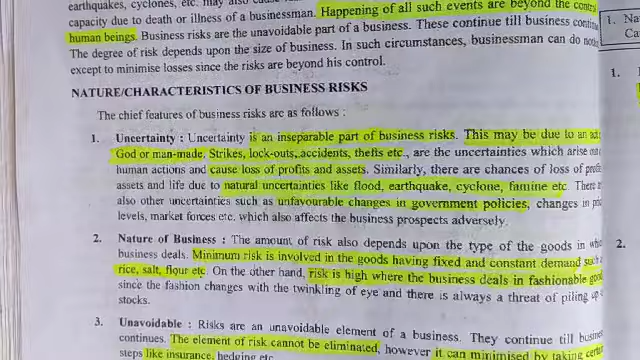 earthquakes, cyclones, etc. may also cause
capacity due to death or illness of a businessman. Happening of all such events are beyond the
human beings. Business risks are the unavoidable part of business. These continue till business
The degree of risk depends upon the size of business. In such circumstances, businessman can do
except to minimise losses since the risks are beyond his control.
NATURE/CHARACTERISTICS OF BUSINESS RISKS
The chief features of business risks are as follows :
1. Uncertainty : Uncertainty is an inseparable part of business risks. This may be due to an
God or man-made, Strikes, lock-outs, accidents, thefts etc., are the uncertainties which arise
human actions and cause loss of profits and assets. Similarly, there are chances of loss of
assets and life due to natural uncertainties like flood, earthquake, cyclone, famine etc. There
also other uncertainties such as unfavourable changes in government policies, changes in
levels, market forces etc. which also affects the business prospects adversely.
2. Nature of Business : The amount of risk also depends upon the type of the goods in
business deals. Minimum risk is involved in the goods having fixed and constant demand
rice, salt, flour etc. On the other hand, risk is high where the business deals in fashionable
since the fashion changes with the twinkling of eye and there is always a threat of piling
stocks.
3. Unavoidable : Risks are an unavoidable element of a business. They continue till
continues. The element of risk cannot be eliminated, however it can minimised by taking
steps like insurance, hedging etc.
1.
1.
2.